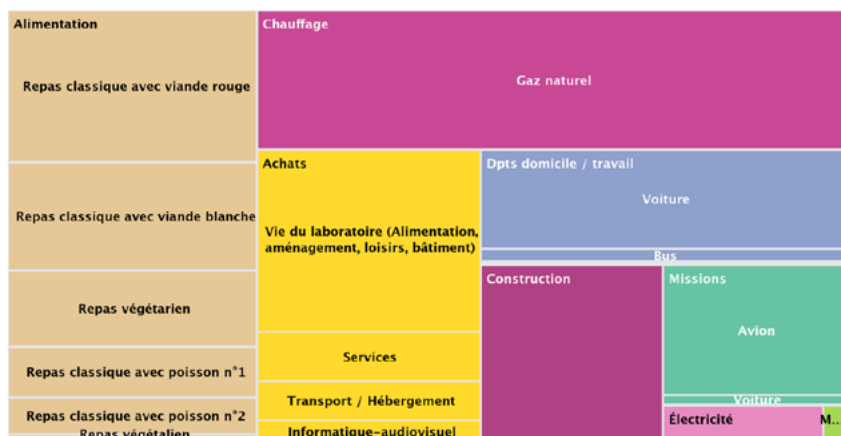 Alimentation
Repas classique avec viande rouge
Repas classique avec viande blanche
Repas végétarien
Repas classique avec poisson n°1
Repas classique avec poisson n°2
Repas végétalien
Chauffage
Gaz naturel
Achats
Vie du laboratoire (Alimentation,
aménagement, loisirs, bâtiment)
Services
Transport / Hébergement
Informatique-audiovisuel
Dpts domicile / travail
Voiture
Bus
Construction
Missions
Avion
Voiture
Électricité
M...